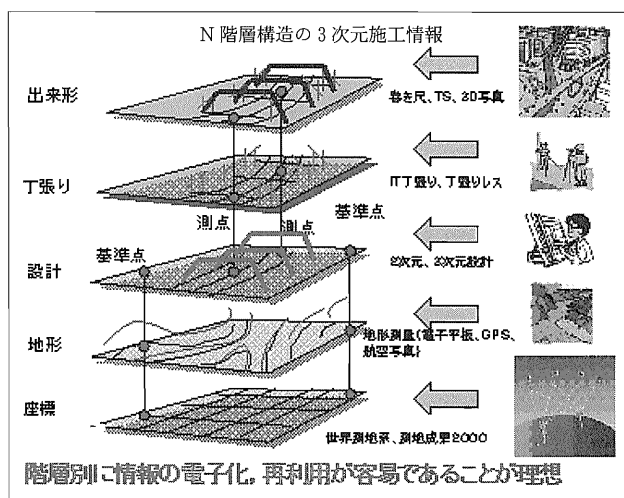 N 階層構造の3次元施工情報
出来形
巻き尺、TS、3D写真
丁張り
IT丁張り、丁張りレス
測点
測点
基準点
基準点
設計
2次元、3次元設計
地形
地形測量(電子平板、GPS、
航空写真)
座標
世界測地系、測地成果2000
階層別に情報の電子化，再利用が容易であることが理想